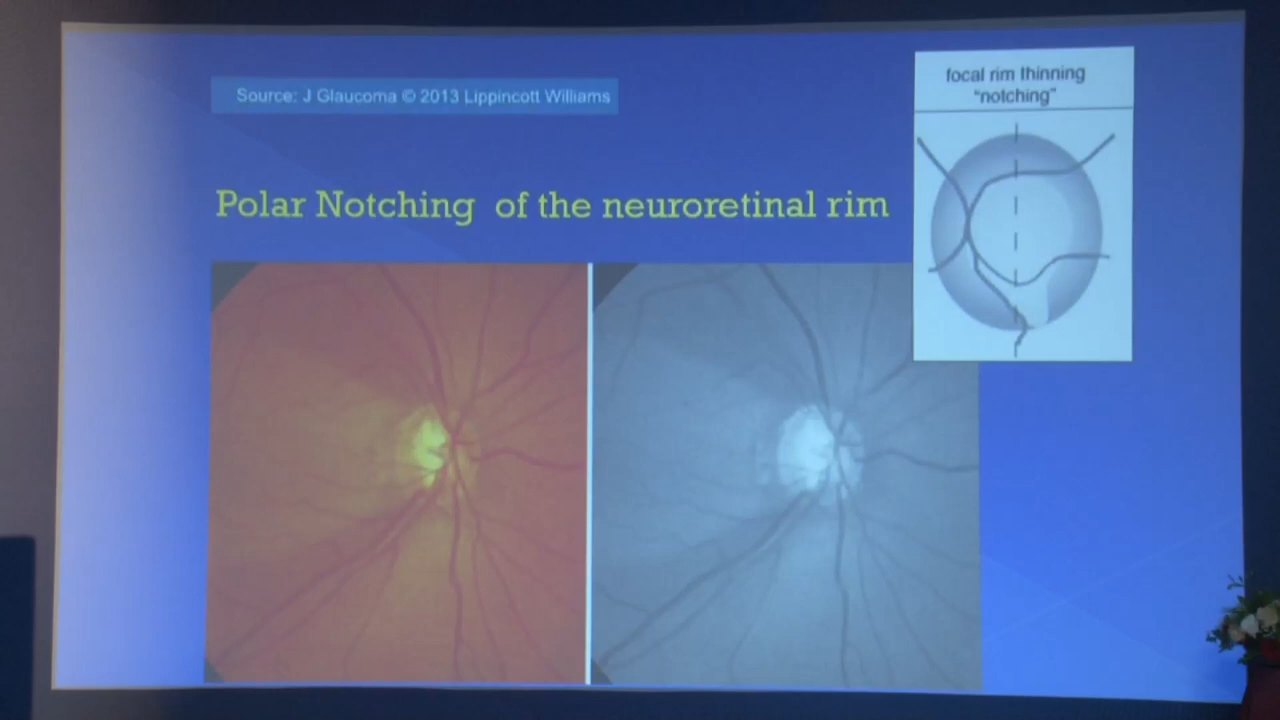 Source: J Glaucoma © 2013 Lippincott Williams
focal rim thinning
"notching"
Polar Notching of the neuroretinal rim